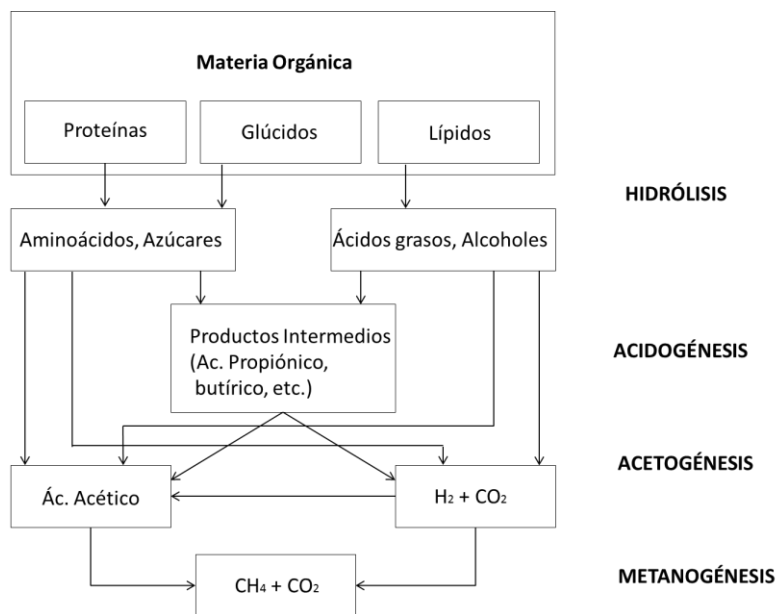 Materia Orgánica
Proteínas
Glúcidos
Lípidos
HIDRÓLISIS
Aminoácidos, Azúcares
Ácidos grasos, Alcoholes
Productos Intermedios
(Ac. Propiónico,
butírico, etc.)
ACIDOGÉNESIS
ACETOGÉNESIS
Ác. Acético
H₂ + CO₂
METANOGÉNESIS
CH₄ + CO₂